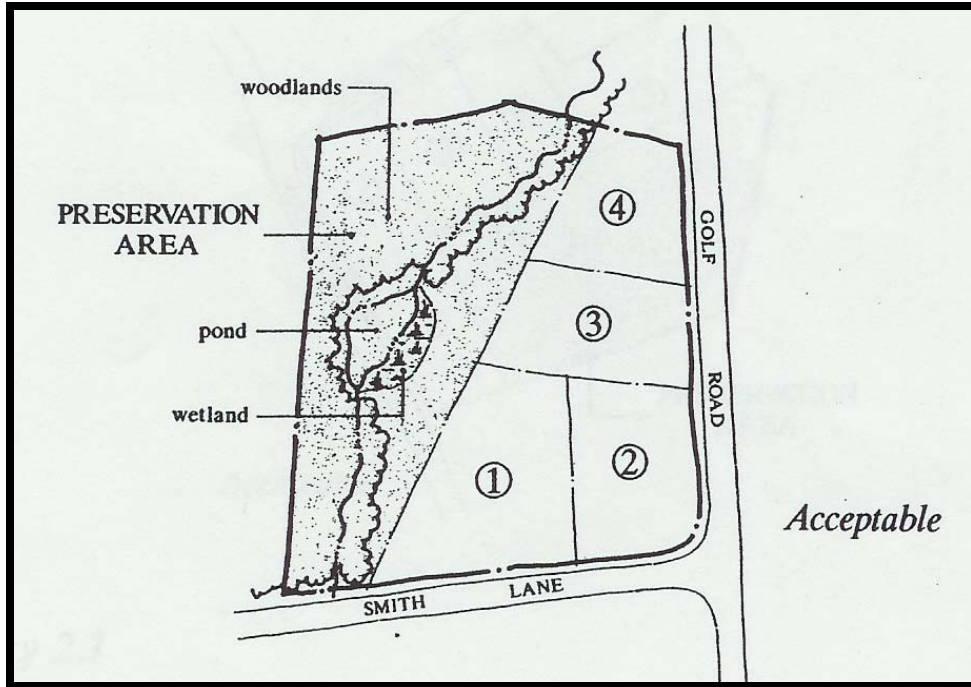 woodlands
PRESERVATION
AREA
pond
wetland
④
③
①
②
GOLF
ROAD
SMITH LANE
Acceptable